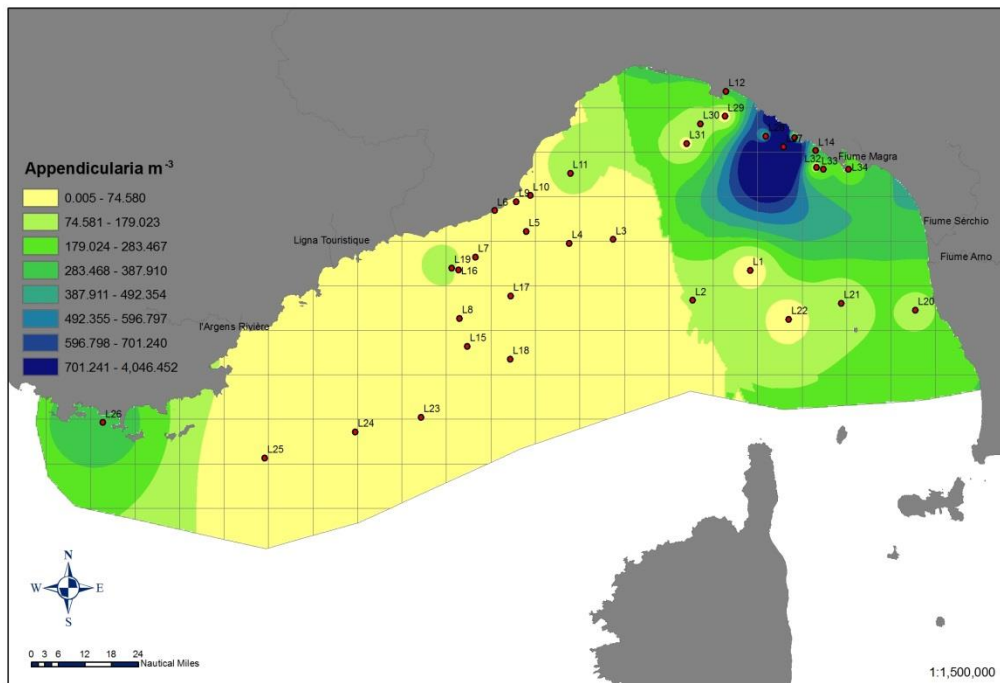 L12
L29
L30
L31
L14
Fiume Magra
L32
L33
L34
L11
Appendicularia m⁻³
0.005 - 74.580
74.581 - 179.023
179.024 - 283.467
283.468 - 387.910
387.911 - 492.354
492.355 - 596.797
596.798 - 701.240
701.241 - 4,046.452
L10
L9
L6
L5
L4
L3
Fiume Sérchio
Ligna Touristique
Fiume Arno
L7
L19
L16
L1
L17
L2
L21
L20
L22
L8
l'Argens Rivière
L15
L18
L26
L23
L24
L25
N
W E
S
0 3 6 12 18 24
Nautical Miles
1:1,500,000